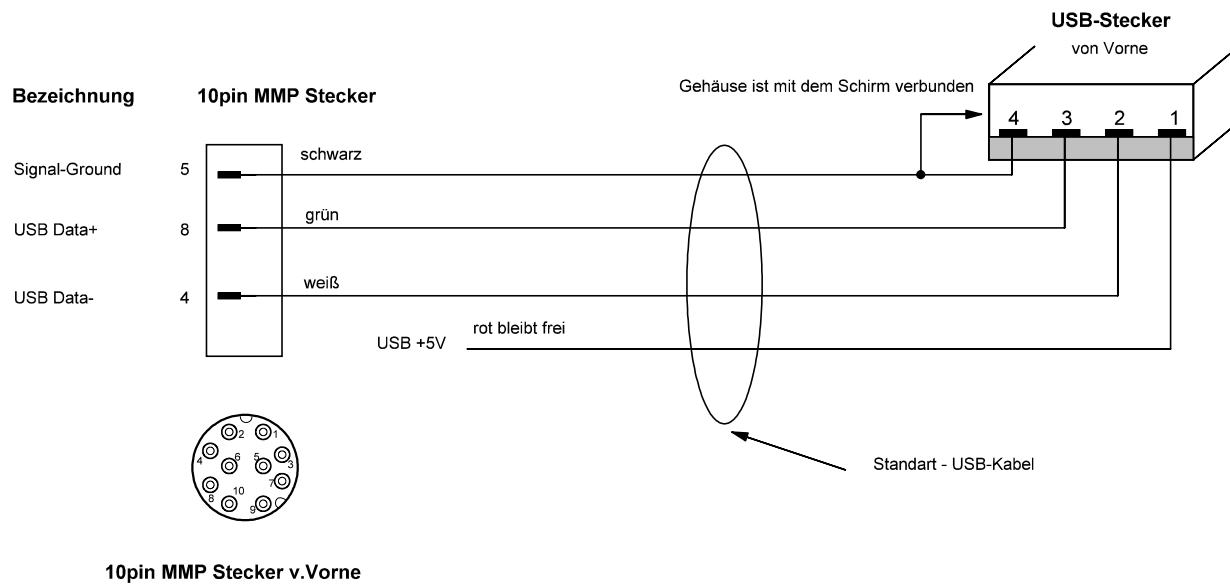 USB-Stecker
von Vorne
Gehäuse ist mit dem Schirm verbunden
Bezeichnung 10pin MMP Stecker
4 3 2 1
Signal-Ground 5 schwarz
USB Data+ 8 grün
USB Data- 4 weiß
USB +5V rot bleibt frei
2 1
4 6 5 3
8 10 9 7
Standart - USB-Kabel
10pin MMP Stecker v.Vorne